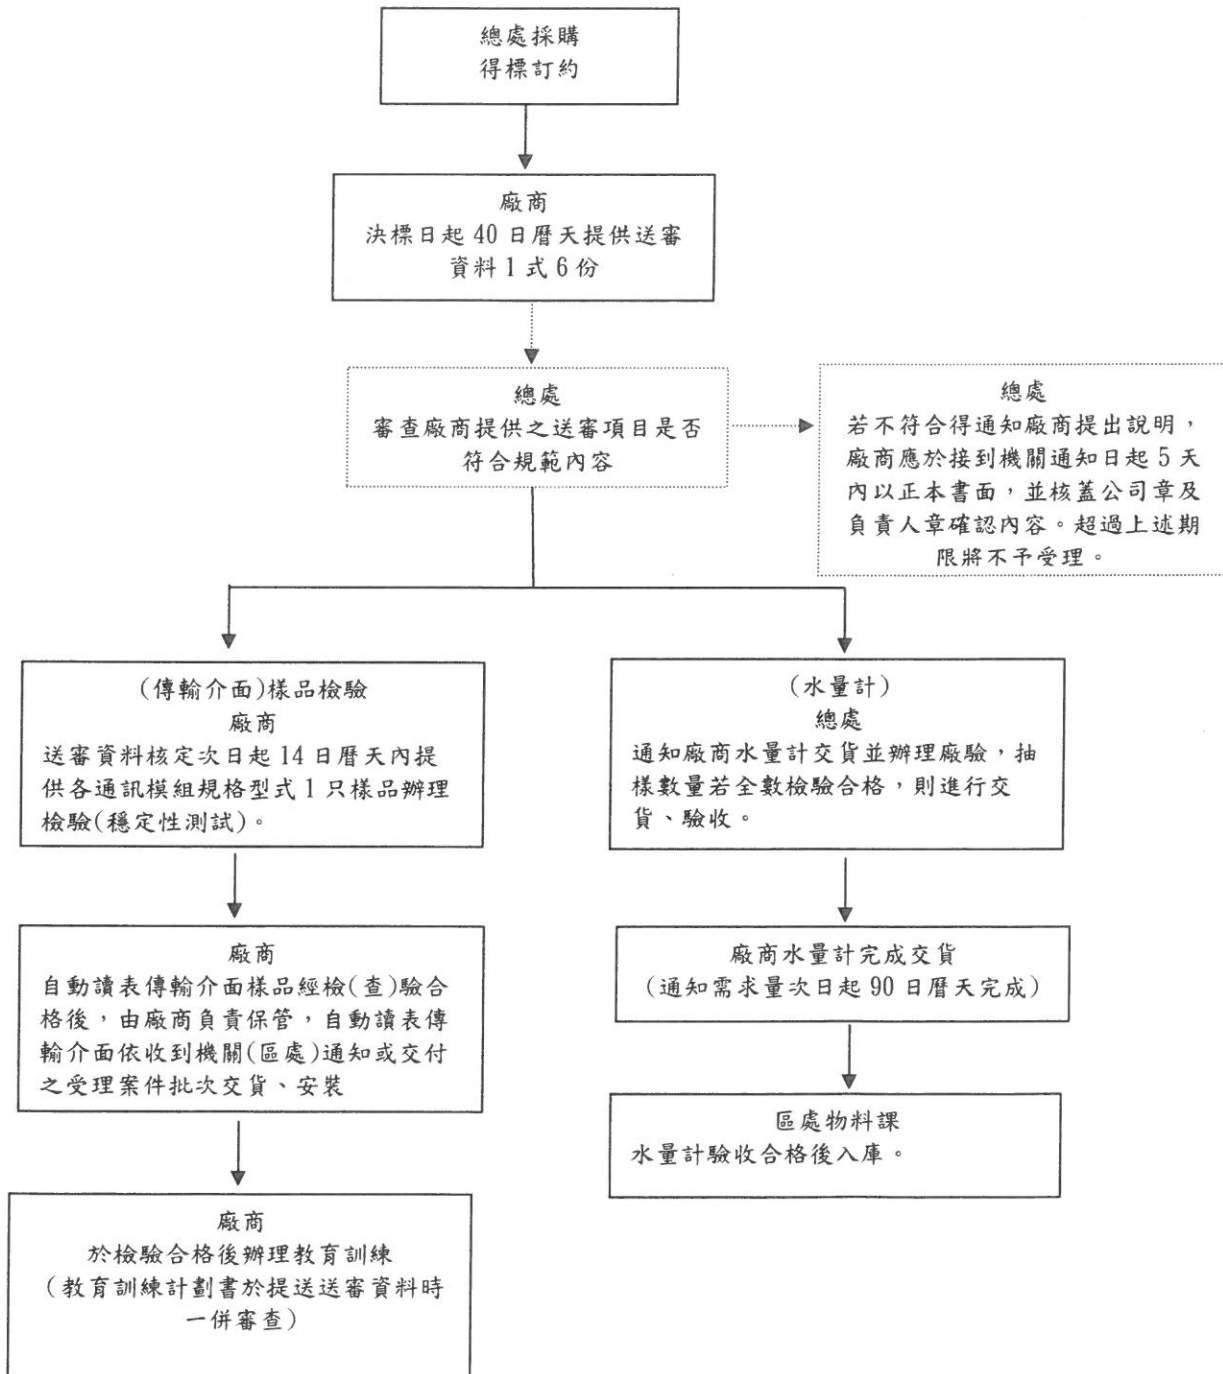 總處採購
得標訂約
廠商
決標日起 40 日曆天提供送審
資料 1 式 6 份
總處
審查廠商提供之送審項目是否
符合規範內容
總處
若不符合得通知廠商提出說明，
廠商應於接到機關通知日起 5 天
內以正本書面，並核蓋公司章及
負責人章確認內容。超過上述期
限將不予受理。
(傳輸介面)樣品檢驗
廠商
送審資料核定次日起 14 日曆天內提
供各通訊模組規格型式 1 只樣品辦理
檢驗(穩定性測試)。
(水量計)
總處
通知廠商水量計交貨並辦理廠驗，抽
樣數量若全數檢驗合格，則進行交
貨、驗收。
廠商
自動讀表傳輸介面樣品經檢(查)驗合
格後，由廠商負責保管，自動讀表傳
輸介面依收到機關(區處)通知或交付
之受理案件批次交貨、安裝
廠商水量計完成交貨
(通知需求量次日起 90 日曆天完成)
區處物料課
水量計驗收合格後入庫。
廠商
於檢驗合格後辦理教育訓練
(教育訓練計劃書於提送送審資料時
一併審查)